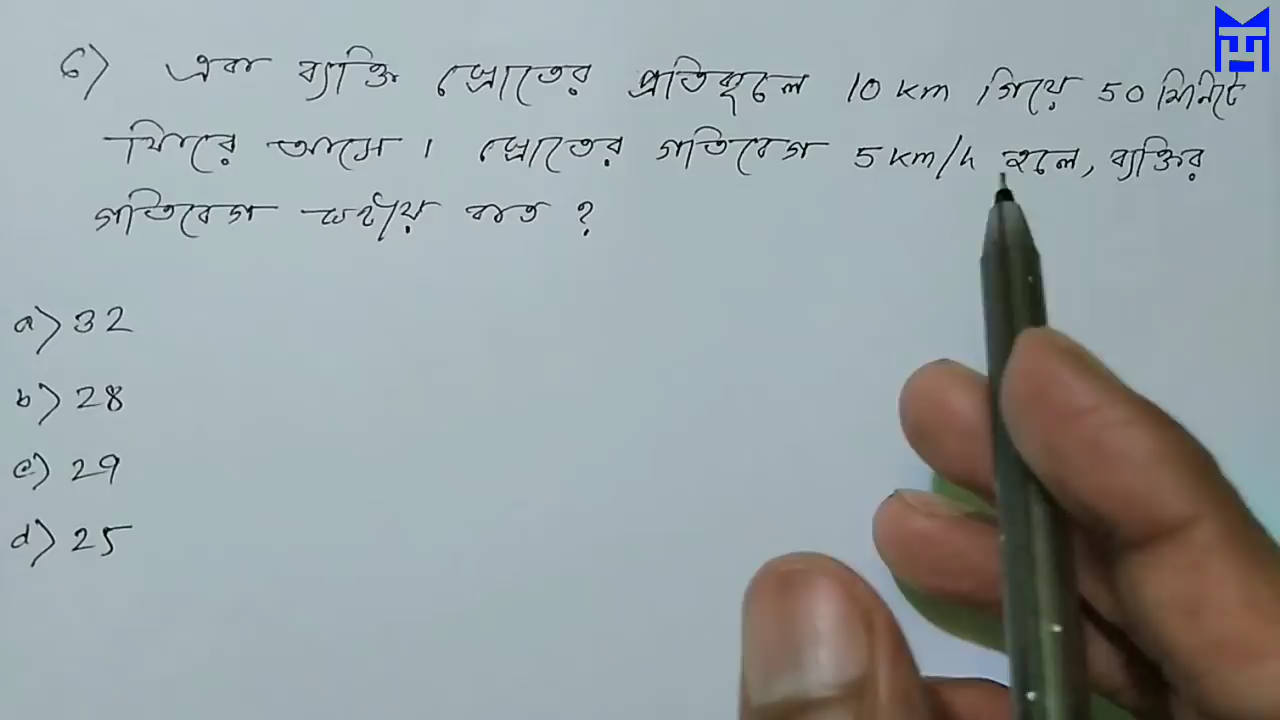 6) এক ব্যক্তি স্রোতের প্রতিকূলে 10 km গিয়ে 50 মিনিটে
ফিরে আসে । স্রোতের গতিবেগ 5 km/h হলে, ব্যক্তির
গতিবেগ ঘণ্টায় কত ?
a) 32
b) 28
c) 29
d) 25